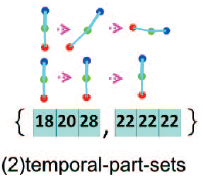 { 18 20 28 , 22 22 22 }
(2)temporal-part-sets